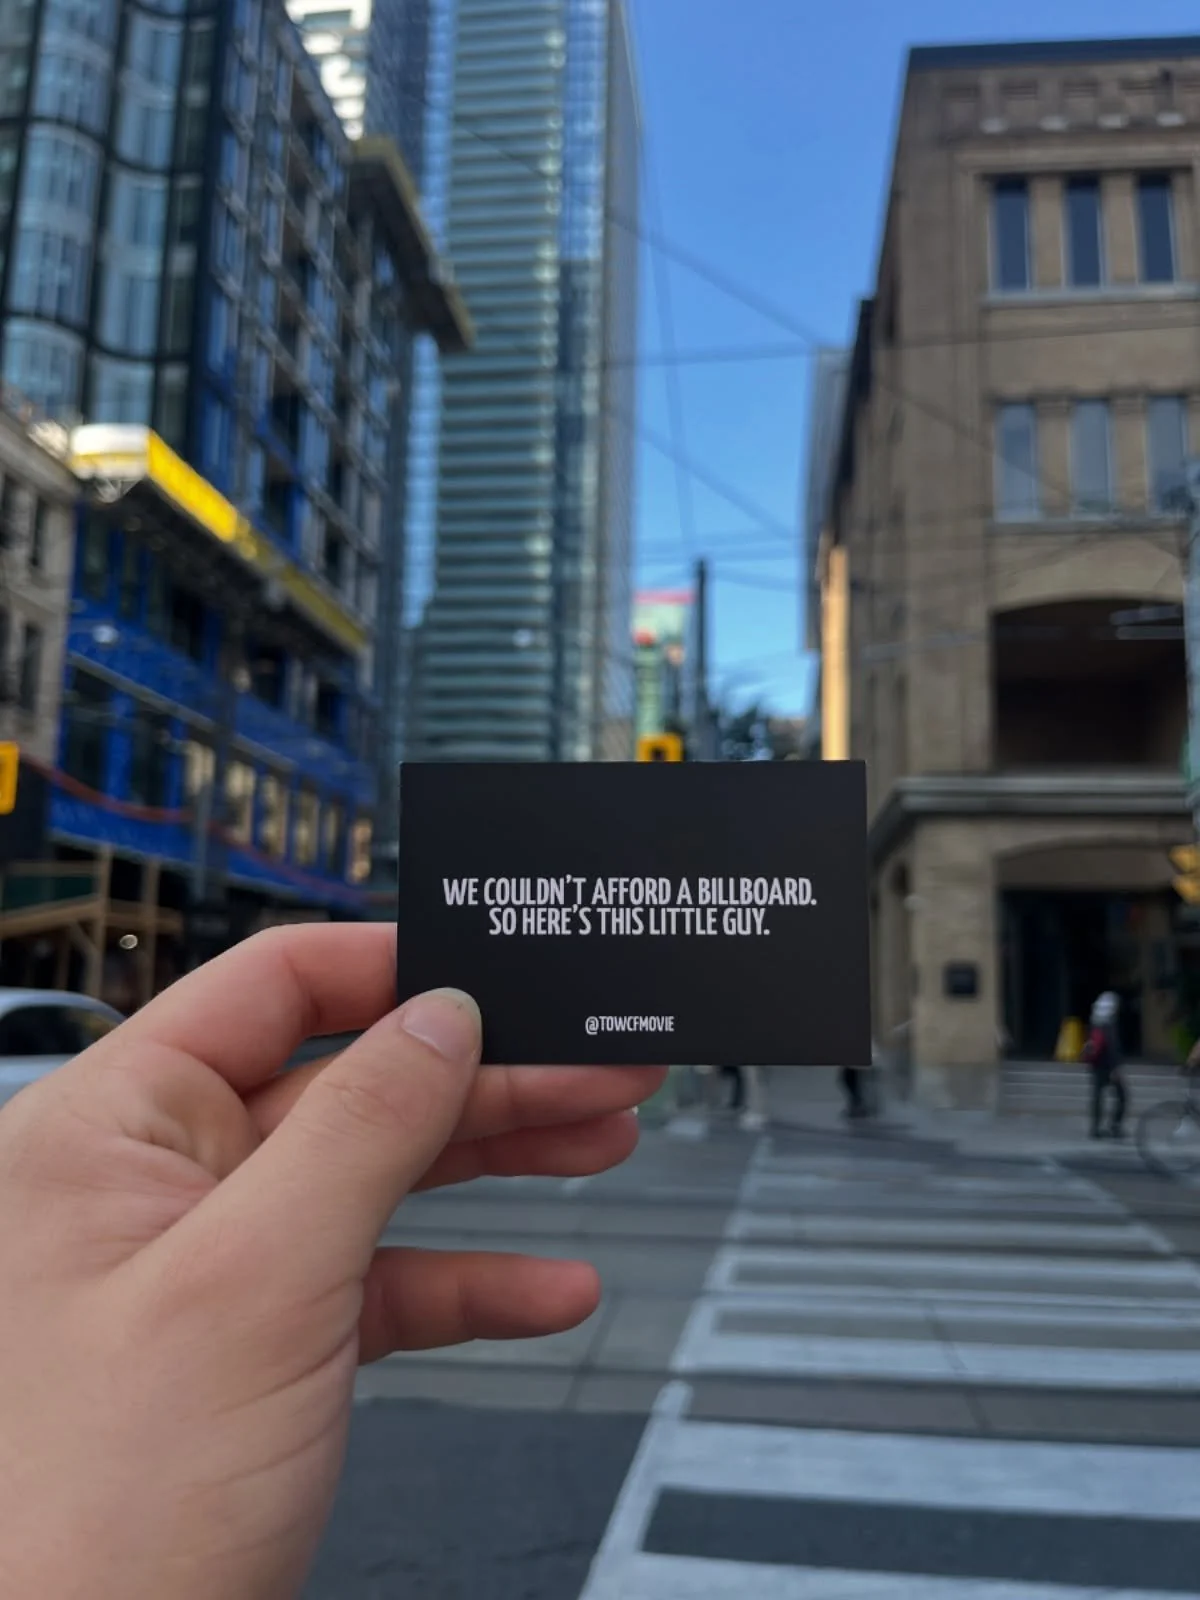 WE COULDN'T AFFORD A BILLBOARD.
SO HERE'S THIS LITTLE GUY.
@TOWCFMOVIE